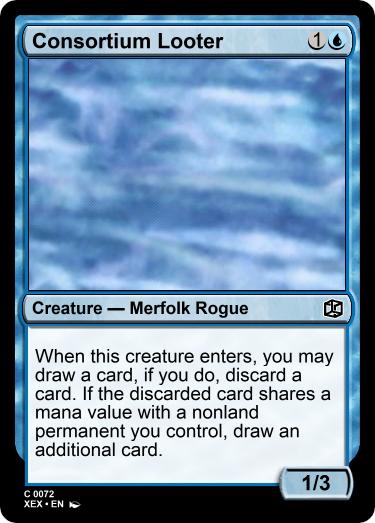 Consortium Looter 1
Creature — Merfolk Rogue
When this creature enters, you may
draw a card, if you do, discard a
card. If the discarded card shares a
mana value with a nonland
permanent you control, draw an
additional card.
1/3
C 0072
XEX • EN